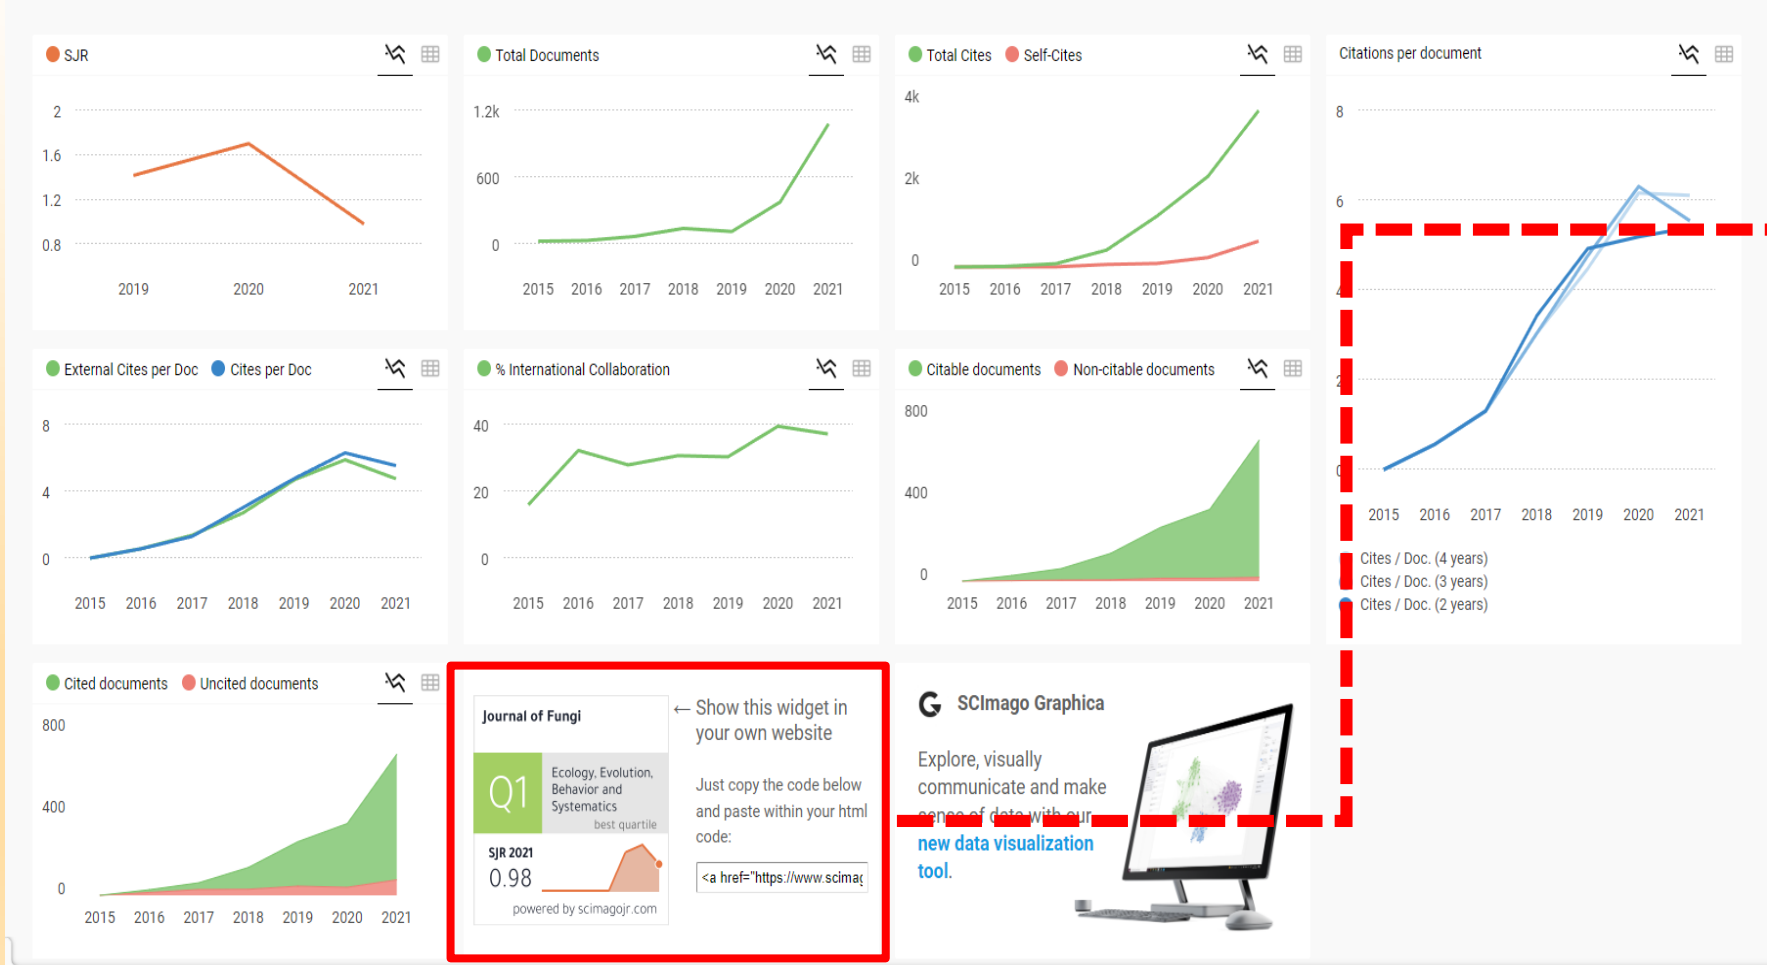 SJR
2
1.6
1.2
0.8
2019 2020 2021
Total Documents
1.2k
600
0
2015 2016 2017 2018 2019 2020 2021
Total Cites Self-Cites
4k
2k
0
2015 2016 2017 2018 2019 2020 2021
Citations per document
8
6
4
2
0
2015 2016 2017 2018 2019 2020 2021
Cites / Doc. (4 years)
Cites / Doc. (3 years)
Cites / Doc. (2 years)
External Cites per Doc Cites per Doc
8
4
0
2015 2016 2017 2018 2019 2020 2021
% International Collaboration
40
20
0
2015 2016 2017 2018 2019 2020 2021
Citable documents Non-citable documents
800
400
0
2015 2016 2017 2018 2019 2020 2021
Cited documents Uncited documents
800
400
0
2015 2016 2017 2018 2019 2020 2021
Journal of Fungi
Q1
Ecology, Evolution,
Behavior and
Systematics
best quartile
SJR 2021
0.98
powered by scimagojr.com
← Show this widget in
your own website
Just copy the code below
and paste within your html
code:
<a href="https://www.scimag
SCImago Graphica
Explore, visually
communicate and make
sense of data with our
new data visualization
tool.